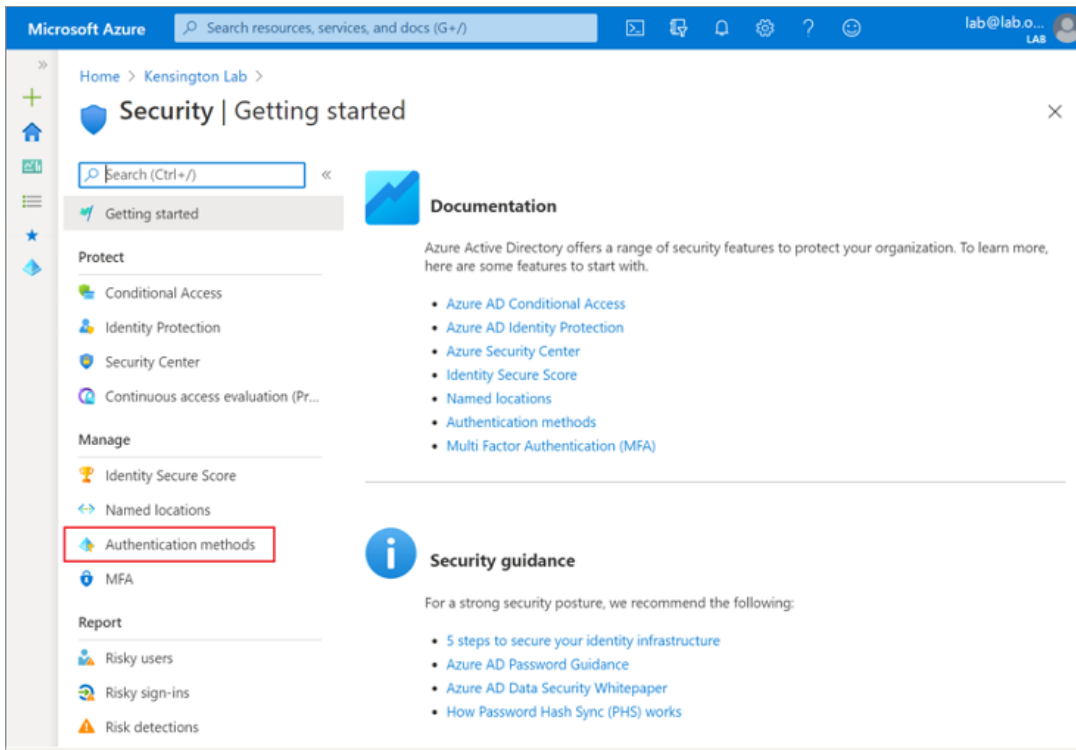 Microsoft Azure
Search resources, services, and docs (G+/)
lab@lab.o...
LAB
Home > Kensington Lab >
Security | Getting started
Search (Ctrl+/)
Getting started
Protect
Conditional Access
Identity Protection
Security Center
Continuous access evaluation (Pr...
Manage
Identity Secure Score
Named locations
Authentication methods
MFA
Report
Risky users
Risky sign-ins
Risk detections
Documentation
Azure Active Directory offers a range of security features to protect your organization. To learn more,
here are some features to start with.
• Azure AD Conditional Access
• Azure AD Identity Protection
• Azure Security Center
• Identity Secure Score
• Named locations
• Authentication methods
• Multi Factor Authentication (MFA)
Security guidance
For a strong security posture, we recommend the following:
• 5 steps to secure your identity infrastructure
• Azure AD Password Guidance
• Azure AD Data Security Whitepaper
• How Password Hash Sync (PHS) works